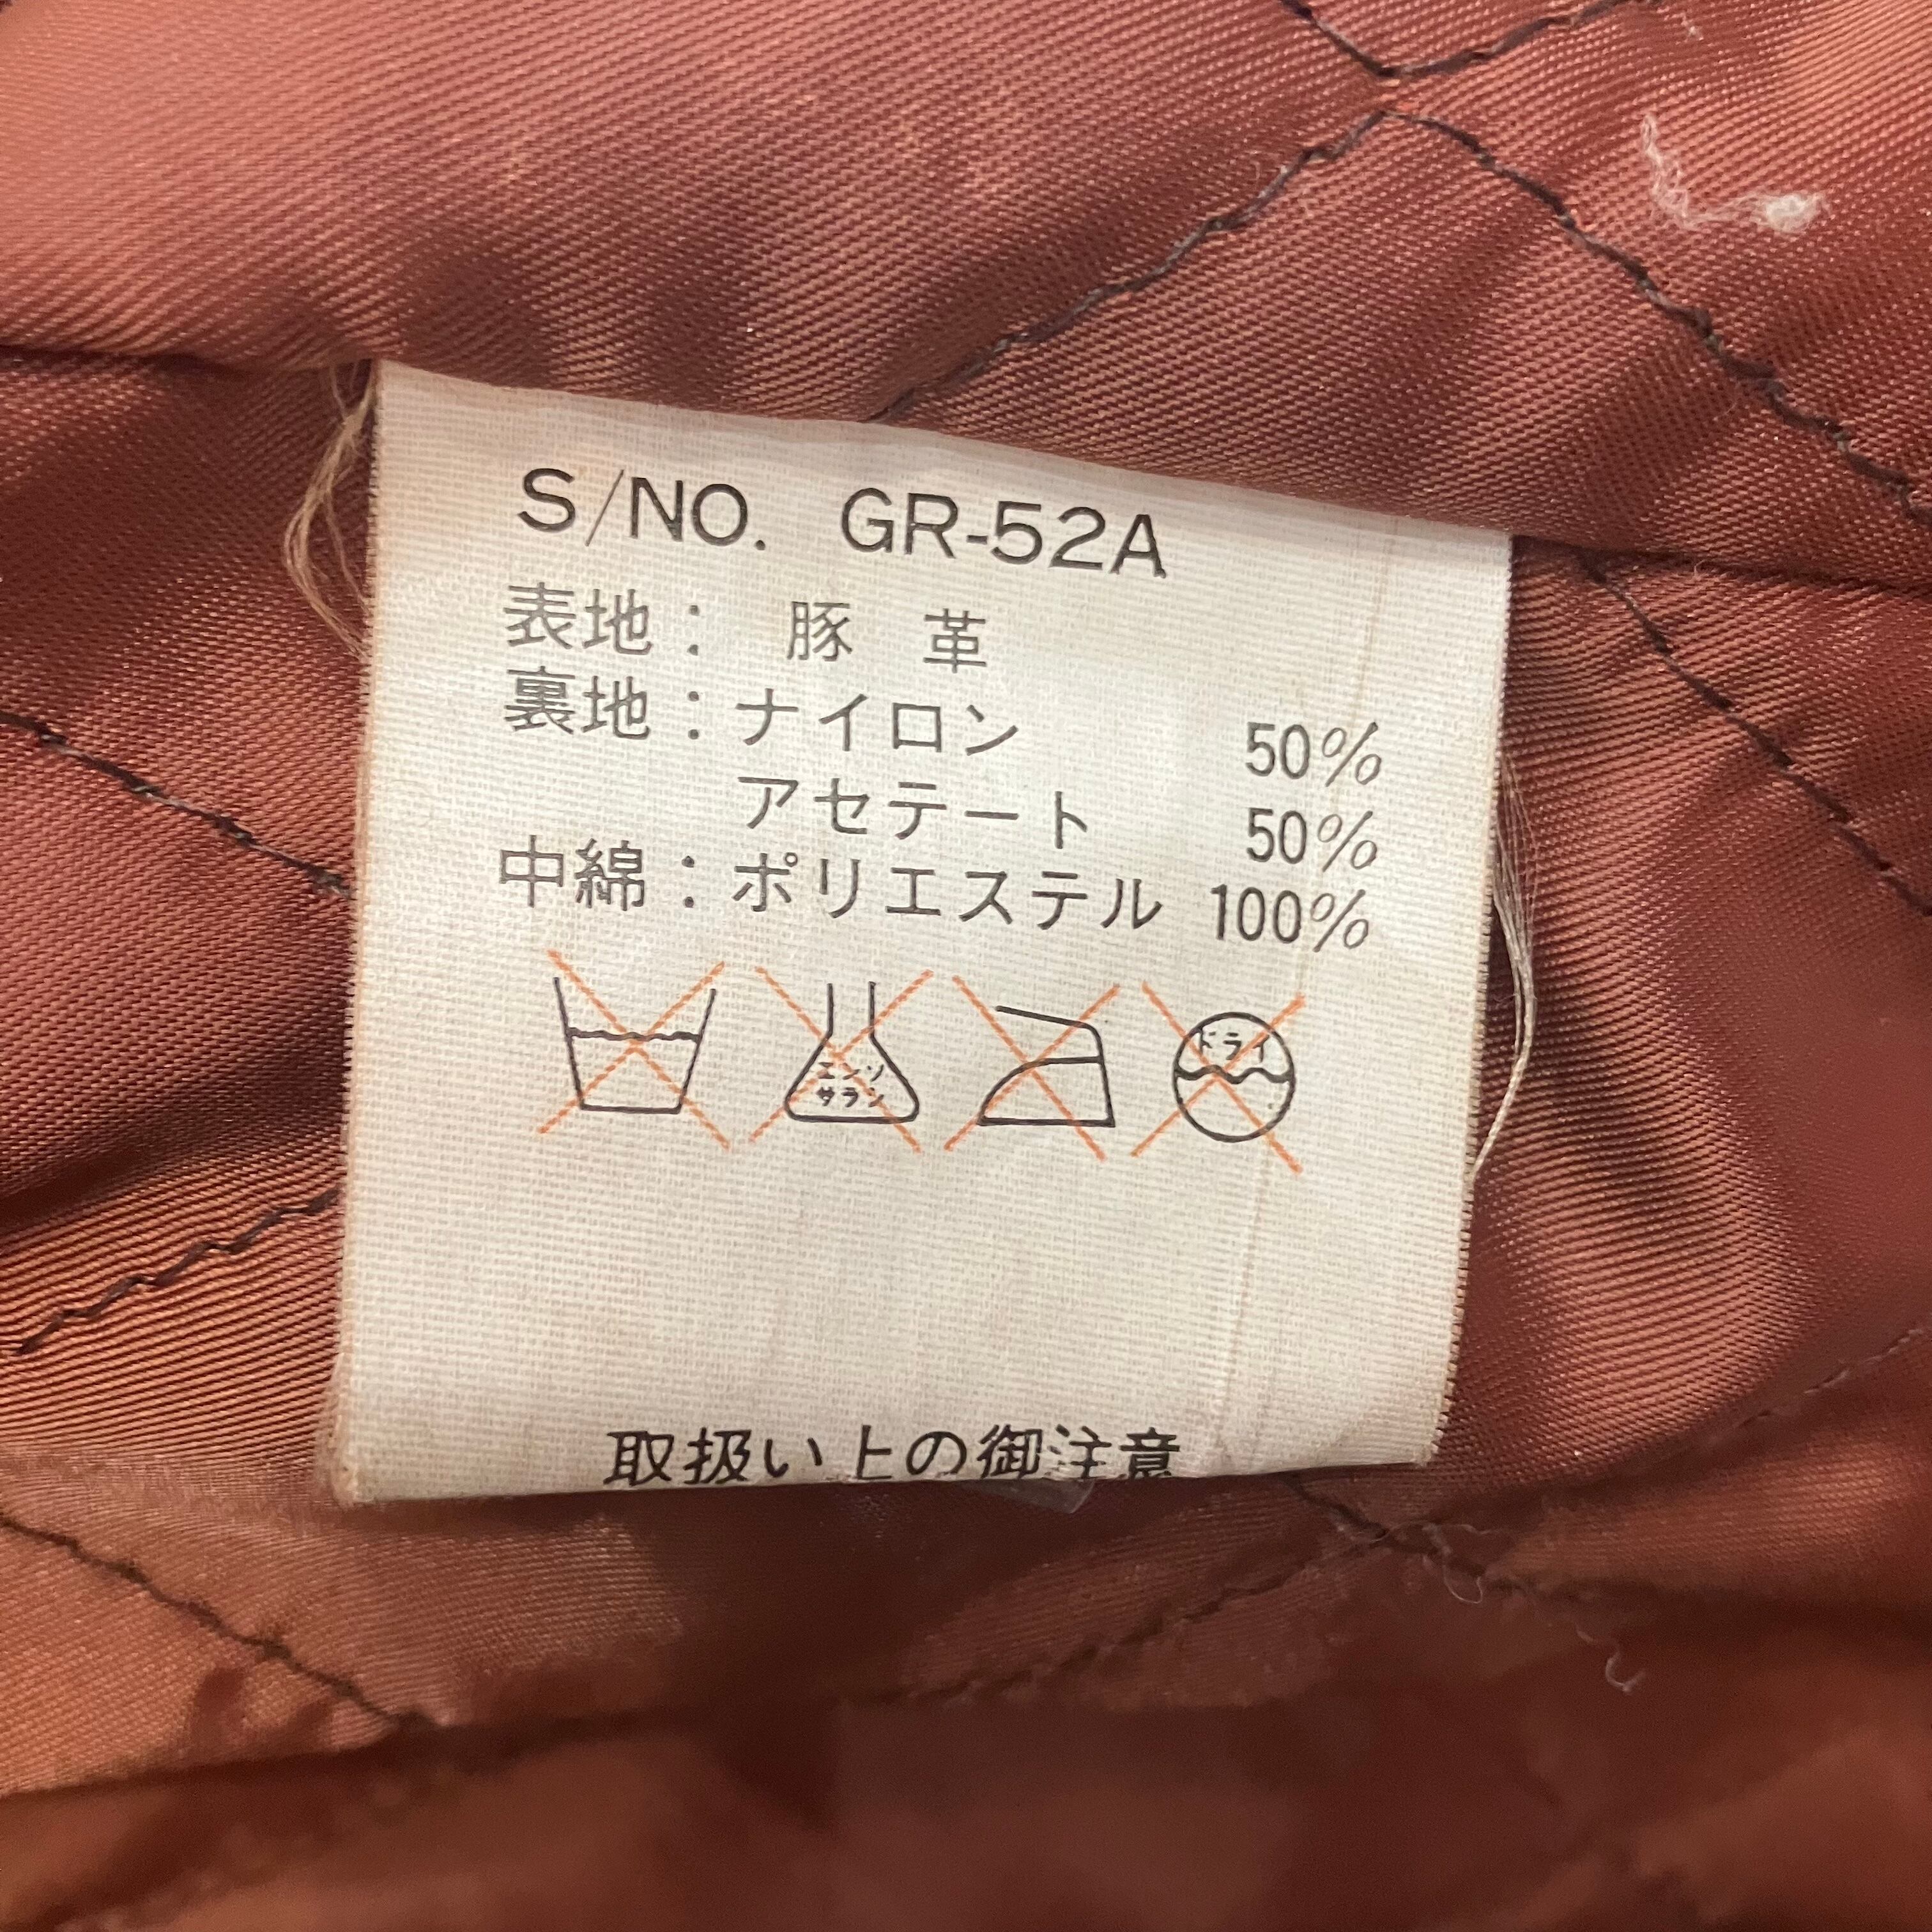 S/NO. GR-52A
表地： 豚 革
裏地：ナイロン 50%
アセテート 50%
中綿：ポリエステル 100%
エンソ
サラシ
ドライ
取扱い上の御注意